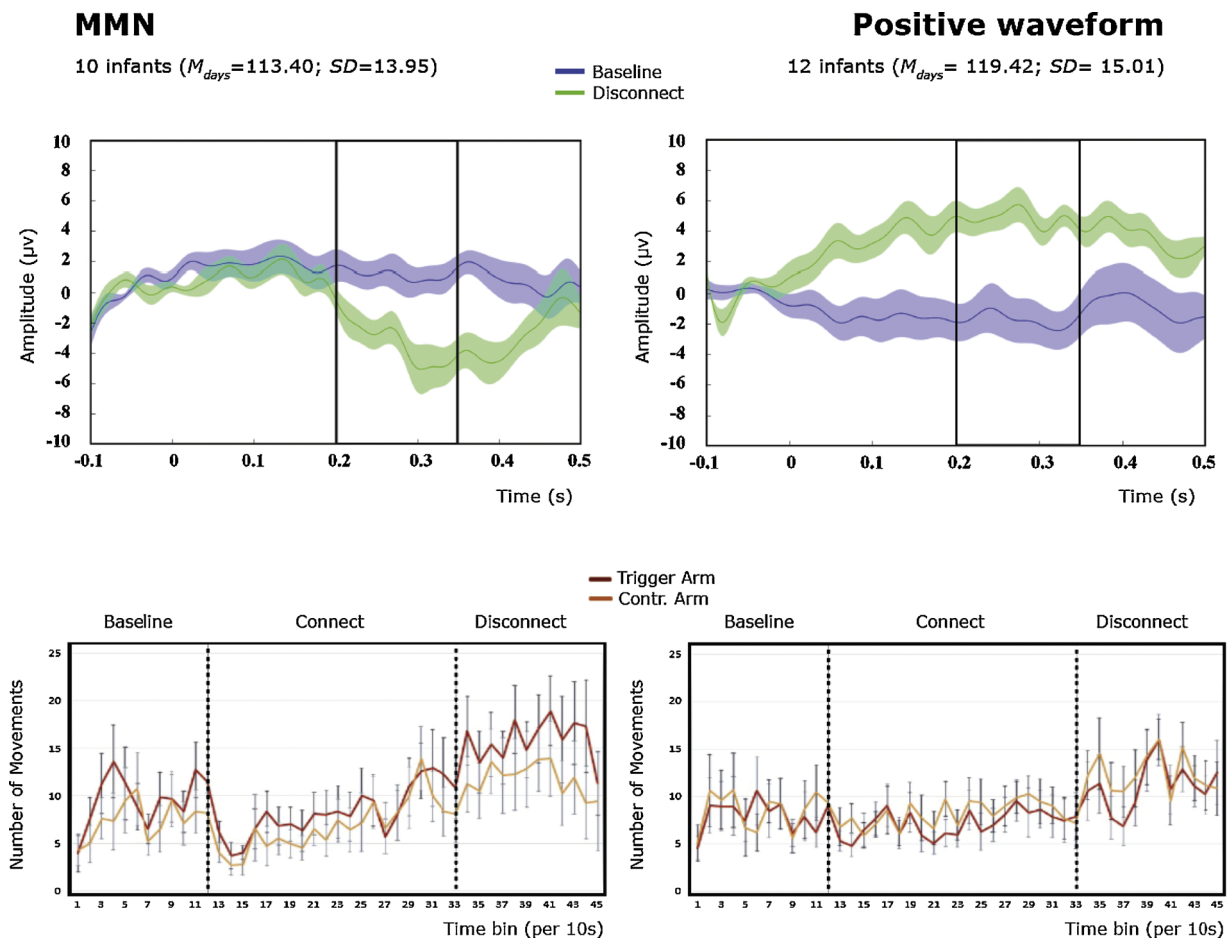 MMN
10 infants (Mdays=113.40; SD=13.95)
Positive waveform
12 infants (Mdays= 119.42; SD= 15.01)
Baseline
Disconnect
Amplitude (μv)
10
8
6
4
2
0
-2
-4
-6
-8
-10
-0.1 0 0.1 0.2 0.3 0.4 0.5
Time (s)
Amplitude (μv)
10
8
6
4
2
0
-2
-4
-6
-8
-10
-0.1 0 0.1 0.2 0.3 0.4 0.5
Time (s)
Trigger Arm
Contr. Arm
Baseline Connect Disconnect
Number of Movements
25
20
15
10
5
0
1 3 5 7 9 11 13 15 17 19 21 23 25 27 29 31 33 35 37 39 41 43 45
Time bin (per 10s)
Baseline Connect Disconnect
Number of Movements
25
20
15
10
5
0
1 3 5 7 9 11 13 15 17 19 21 23 25 27 29 31 33 35 37 39 41 43 45
Time bin (per 10s)